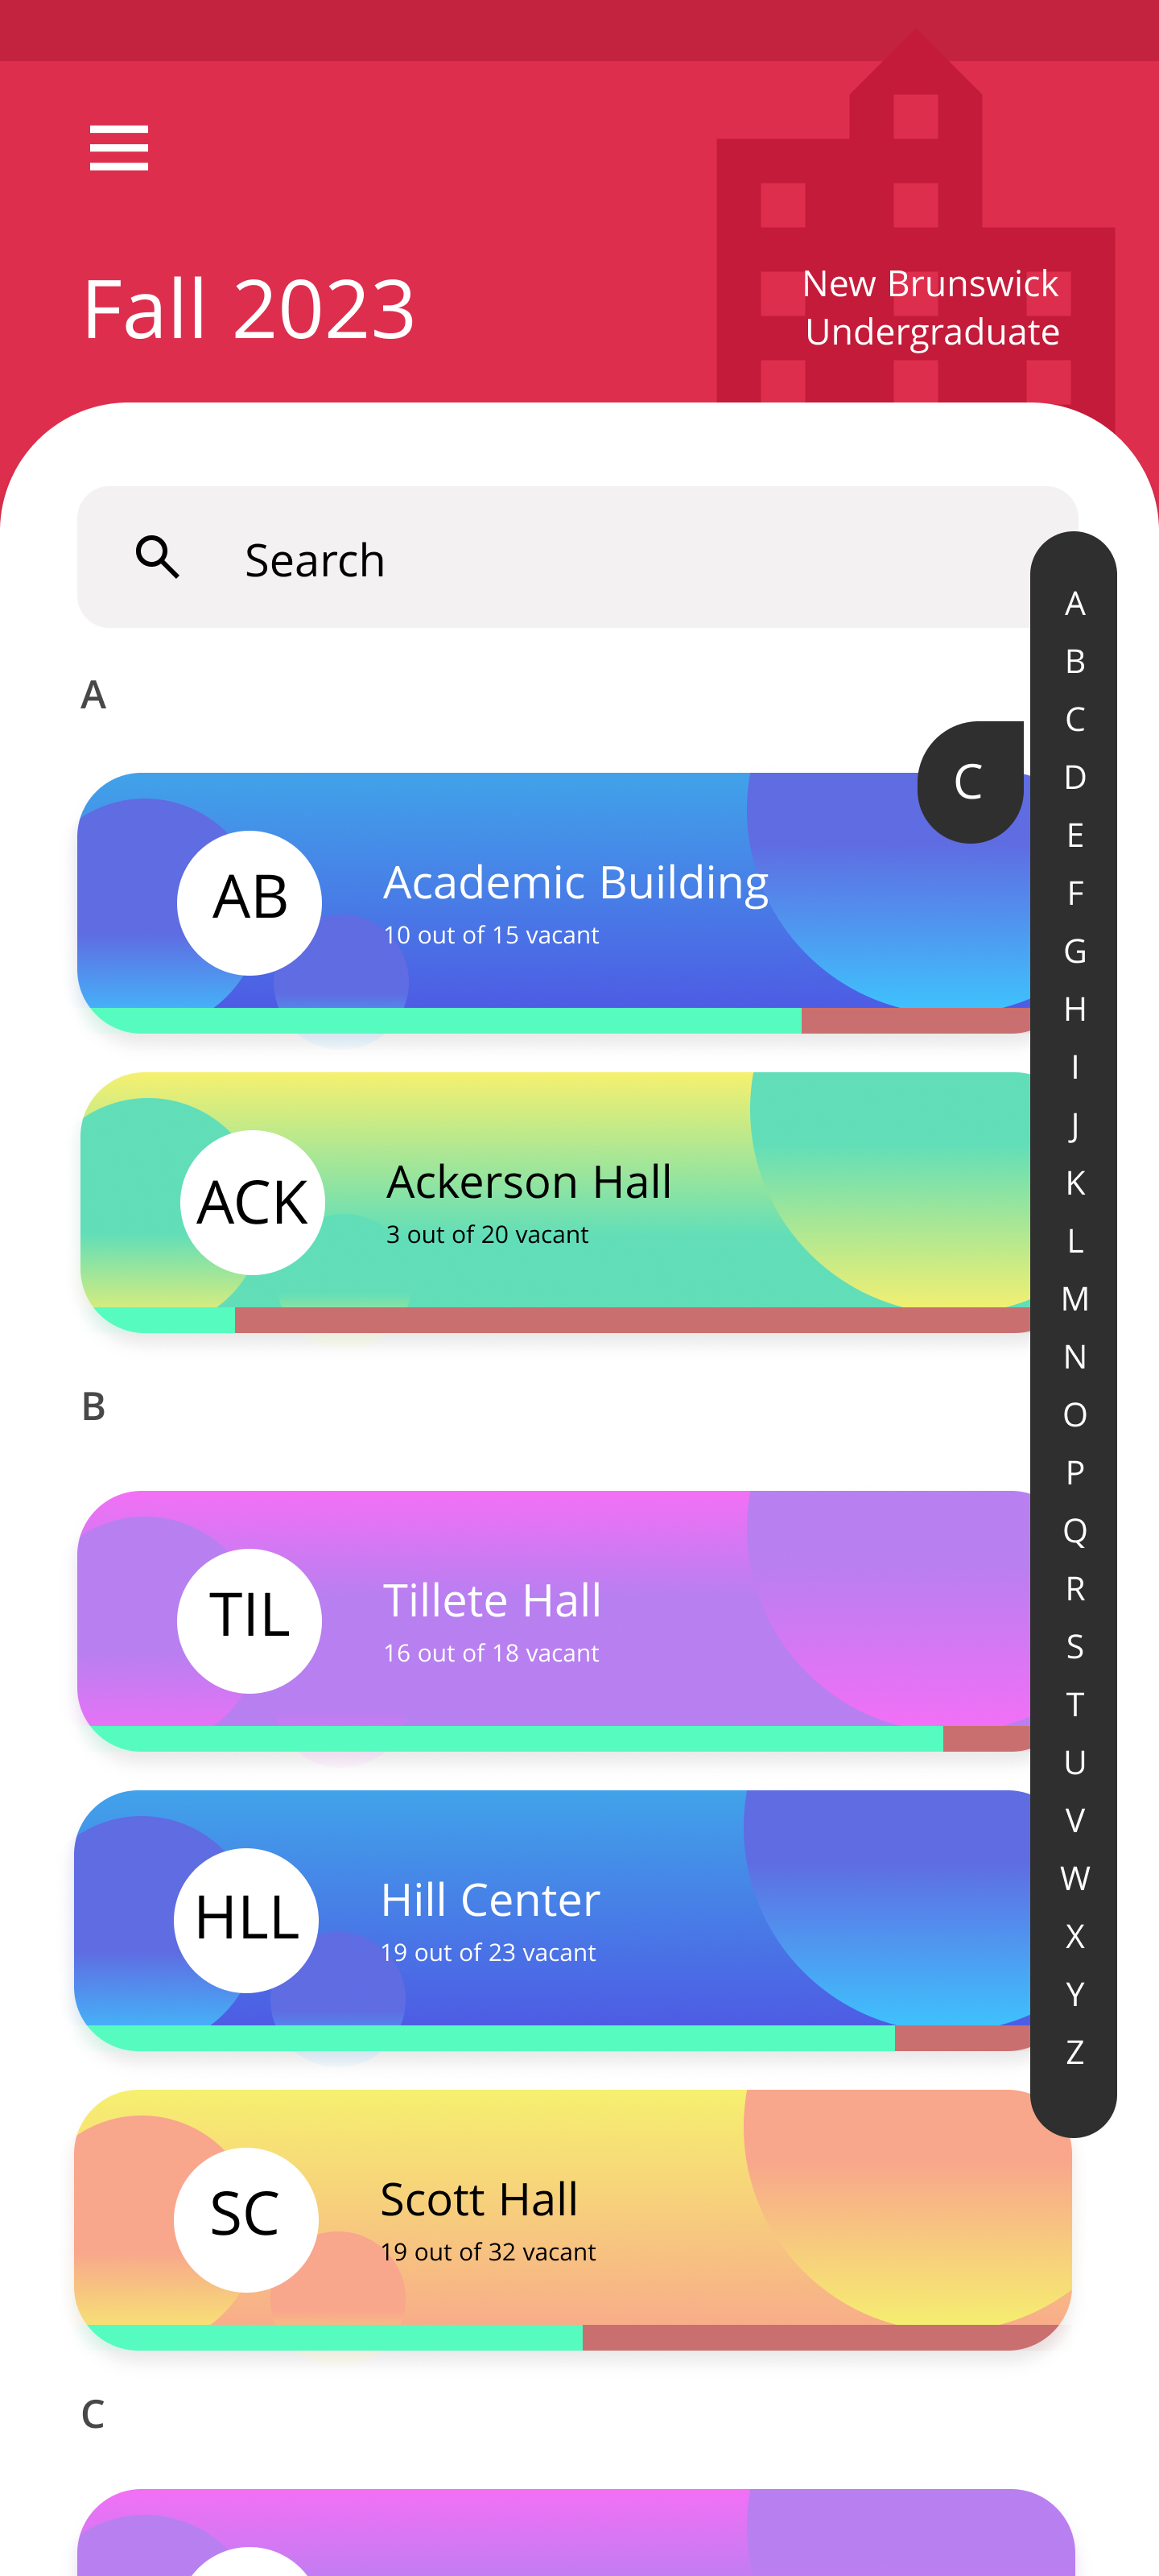 Fall 2023
New Brunswick
Undergraduate
Search
A
C
AB
Academic Building
10 out of 15 vacant
ACK
Ackerson Hall
3 out of 20 vacant
B
TIL
Tillete Hall
16 out of 18 vacant
HLL
Hill Center
19 out of 23 vacant
SC
Scott Hall
19 out of 32 vacant
C
A
B
C
D
E
F
G
H
I
J
K
L
M
N
O
P
Q
R
S
T
U
V
W
X
Y
Z